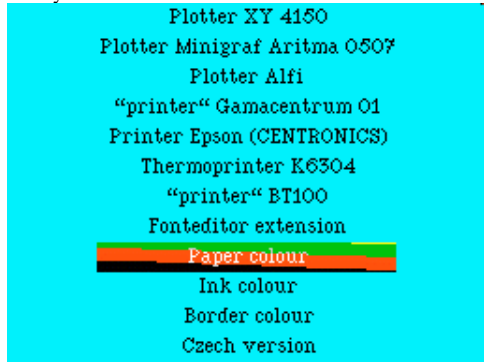 Plotter XY 4150
Plotter Minigraf Aritma 0507
Plotter Alfi
“printer“ Gamacentrum 01
Printer Epson (CENTRONICS)
Thermoprinter K6304
“printer“ BT100
Fonteditor extension
Paper colour
Ink colour
Border colour
Czech version